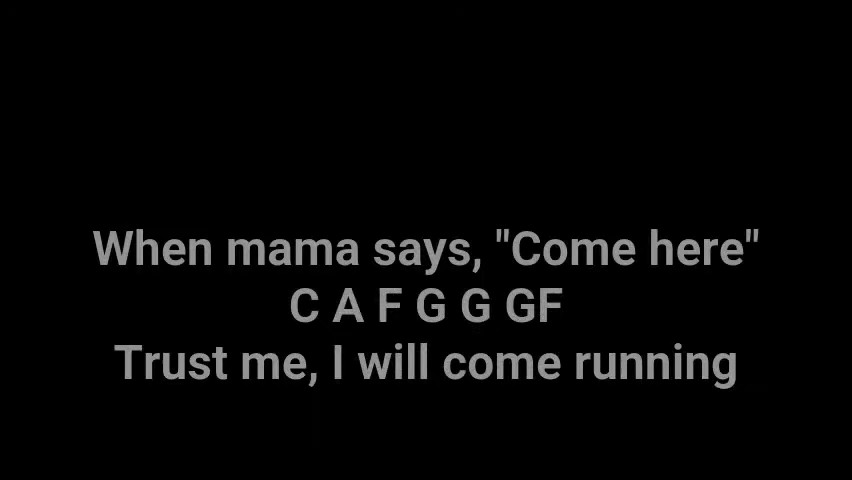 When mama says, "Come here"
C A F G G GF
Trust me, I will come running